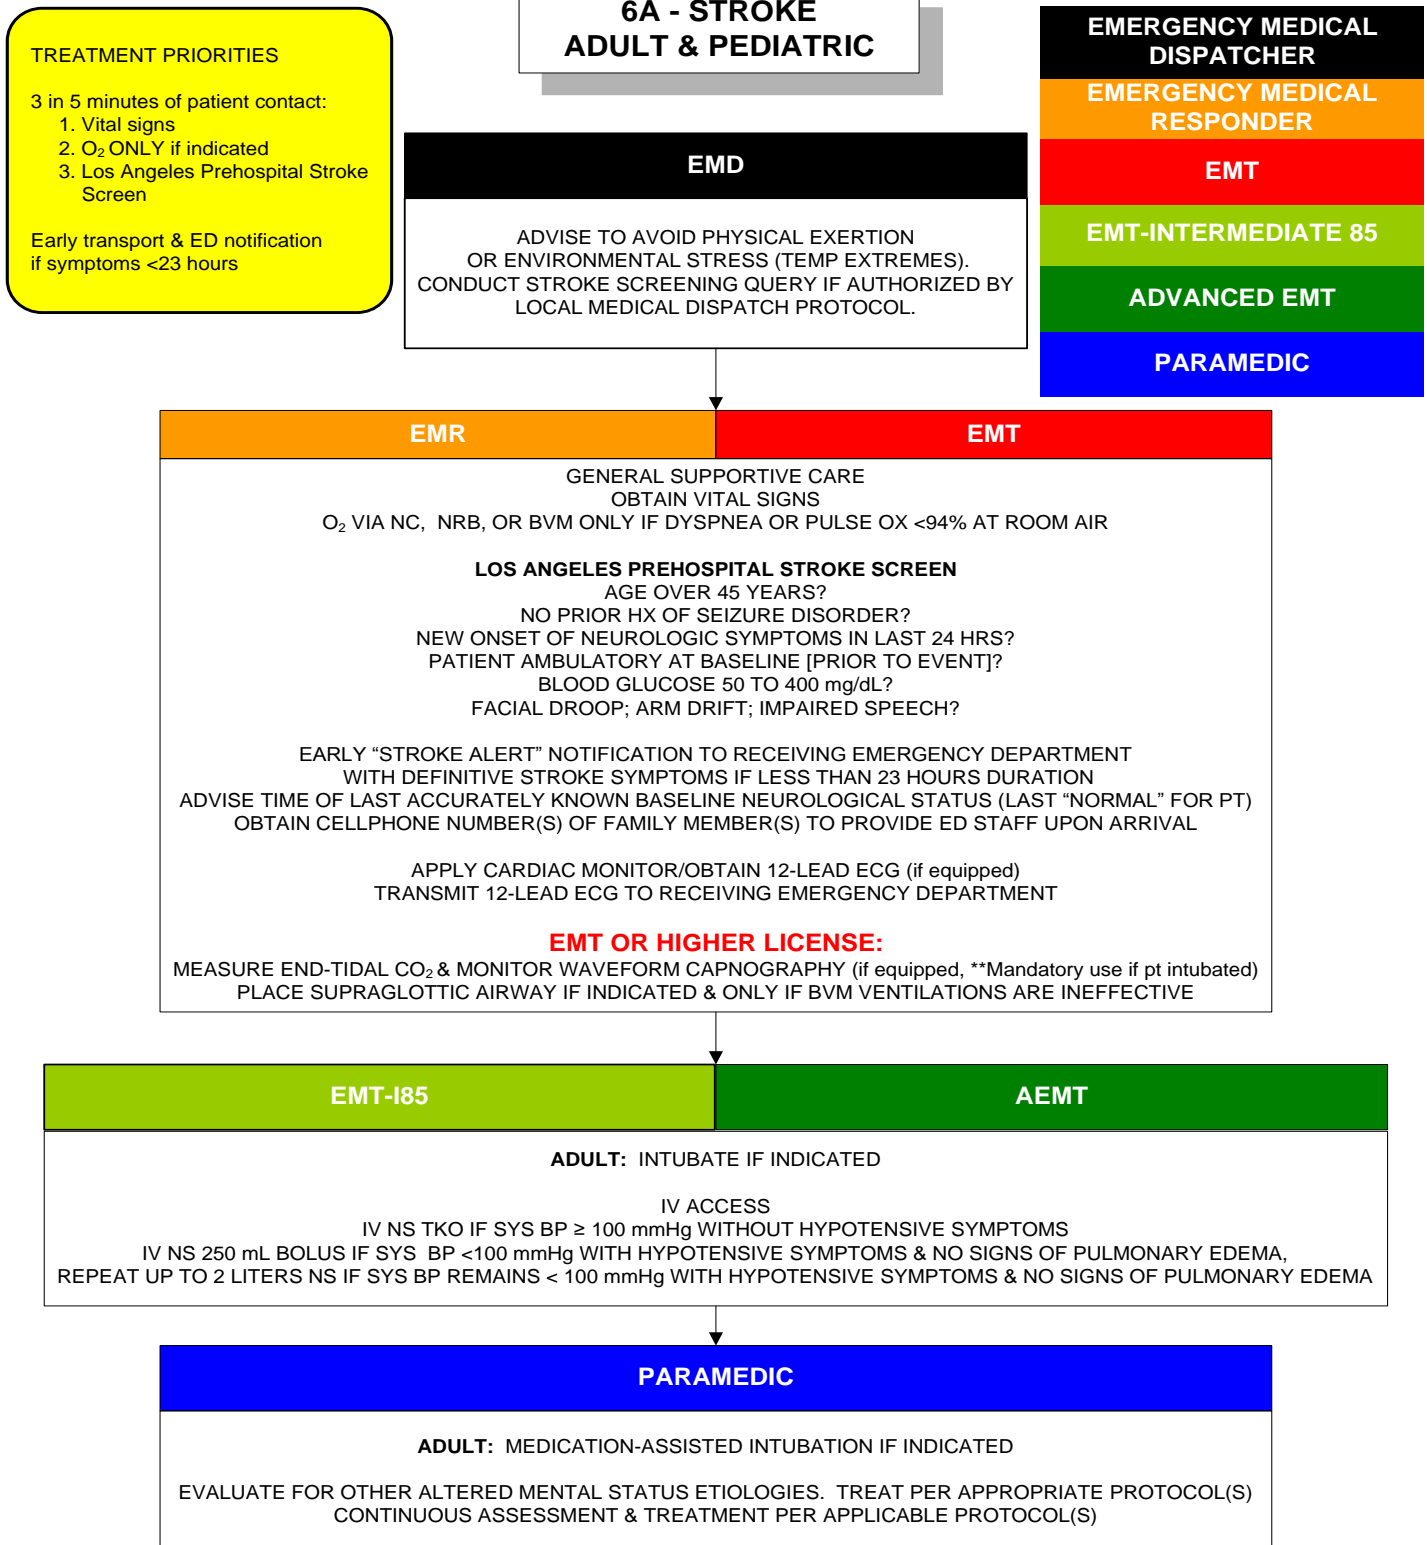 6A - STROKE
ADULT & PEDIATRIC
TREATMENT PRIORITIES
3 in 5 minutes of patient contact:
1. Vital signs
2. O₂ ONLY if indicated
3. Los Angeles Prehospital Stroke
Screen
Early transport & ED notification
if symptoms <23 hours
EMERGENCY MEDICAL
DISPATCHER
EMERGENCY MEDICAL
RESPONDER
EMT
EMT-INTERMEDIATE 85
ADVANCED EMT
PARAMEDIC
EMD
ADVISE TO AVOID PHYSICAL EXERTION
OR ENVIRONMENTAL STRESS (TEMP EXTREMES).
CONDUCT STROKE SCREENING QUERY IF AUTHORIZED BY
LOCAL MEDICAL DISPATCH PROTOCOL.
EMR
EMT
GENERAL SUPPORTIVE CARE
OBTAIN VITAL SIGNS
O₂ VIA NC, NRB, OR BVM ONLY IF DYSPNEA OR PULSE OX <94% AT ROOM AIR
LOS ANGELES PREHOSPITAL STROKE SCREEN
AGE OVER 45 YEARS?
NO PRIOR HX OF SEIZURE DISORDER?
NEW ONSET OF NEUROLOGIC SYMPTOMS IN LAST 24 HRS?
PATIENT AMBULATORY AT BASELINE [PRIOR TO EVENT]?
BLOOD GLUCOSE 50 TO 400 mg/dL?
FACIAL DROOP; ARM DRIFT; IMPAIRED SPEECH?
EARLY “STROKE ALERT” NOTIFICATION TO RECEIVING EMERGENCY DEPARTMENT
WITH DEFINITIVE STROKE SYMPTOMS IF LESS THAN 23 HOURS DURATION
ADVISE TIME OF LAST ACCURATELY KNOWN BASELINE NEUROLOGICAL STATUS (LAST “NORMAL” FOR PT)
OBTAIN CELLPHONE NUMBER(S) OF FAMILY MEMBER(S) TO PROVIDE ED STAFF UPON ARRIVAL
APPLY CARDIAC MONITOR/OBTAIN 12-LEAD ECG (if equipped)
TRANSMIT 12-LEAD ECG TO RECEIVING EMERGENCY DEPARTMENT
EMT OR HIGHER LICENSE:
MEASURE END-TIDAL CO₂ & MONITOR WAVEFORM CAPNOGRAPHY (if equipped, **Mandatory use if pt intubated)
PLACE SUPRAGLOTTIC AIRWAY IF INDICATED & ONLY IF BVM VENTILATIONS ARE INEFFECTIVE
EMT-I85
AEMT
ADULT: INTUBATE IF INDICATED
IV ACCESS
IV NS TKO IF SYS BP ≥ 100 mmHg WITHOUT HYPOTENSIVE SYMPTOMS
IV NS 250 mL BOLUS IF SYS BP <100 mmHg WITH HYPOTENSIVE SYMPTOMS & NO SIGNS OF PULMONARY EDEMA,
REPEAT UP TO 2 LITERS NS IF SYS BP REMAINS < 100 mmHg WITH HYPOTENSIVE SYMPTOMS & NO SIGNS OF PULMONARY EDEMA
PARAMEDIC
ADULT: MEDICATION-ASSISTED INTUBATION IF INDICATED
EVALUATE FOR OTHER ALTERED MENTAL STATUS ETIOLOGIES. TREAT PER APPROPRIATE PROTOCOL(S)
CONTINUOUS ASSESSMENT & TREATMENT PER APPLICABLE PROTOCOL(S)